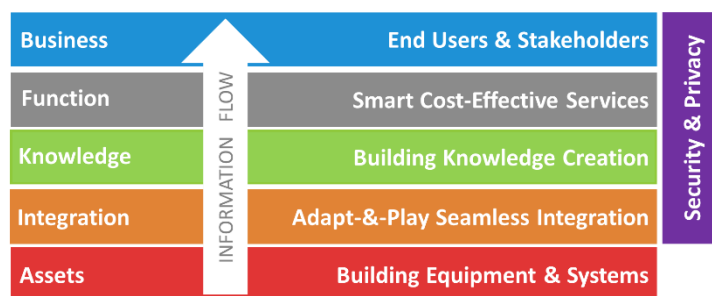 Business
End Users & Stakeholders
Function
Smart Cost-Effective Services
Knowledge
Building Knowledge Creation
Integration
Adapt-&-Play Seamless Integration
Assets
Building Equipment & Systems
INFORMATION FLOW
Security & Privacy